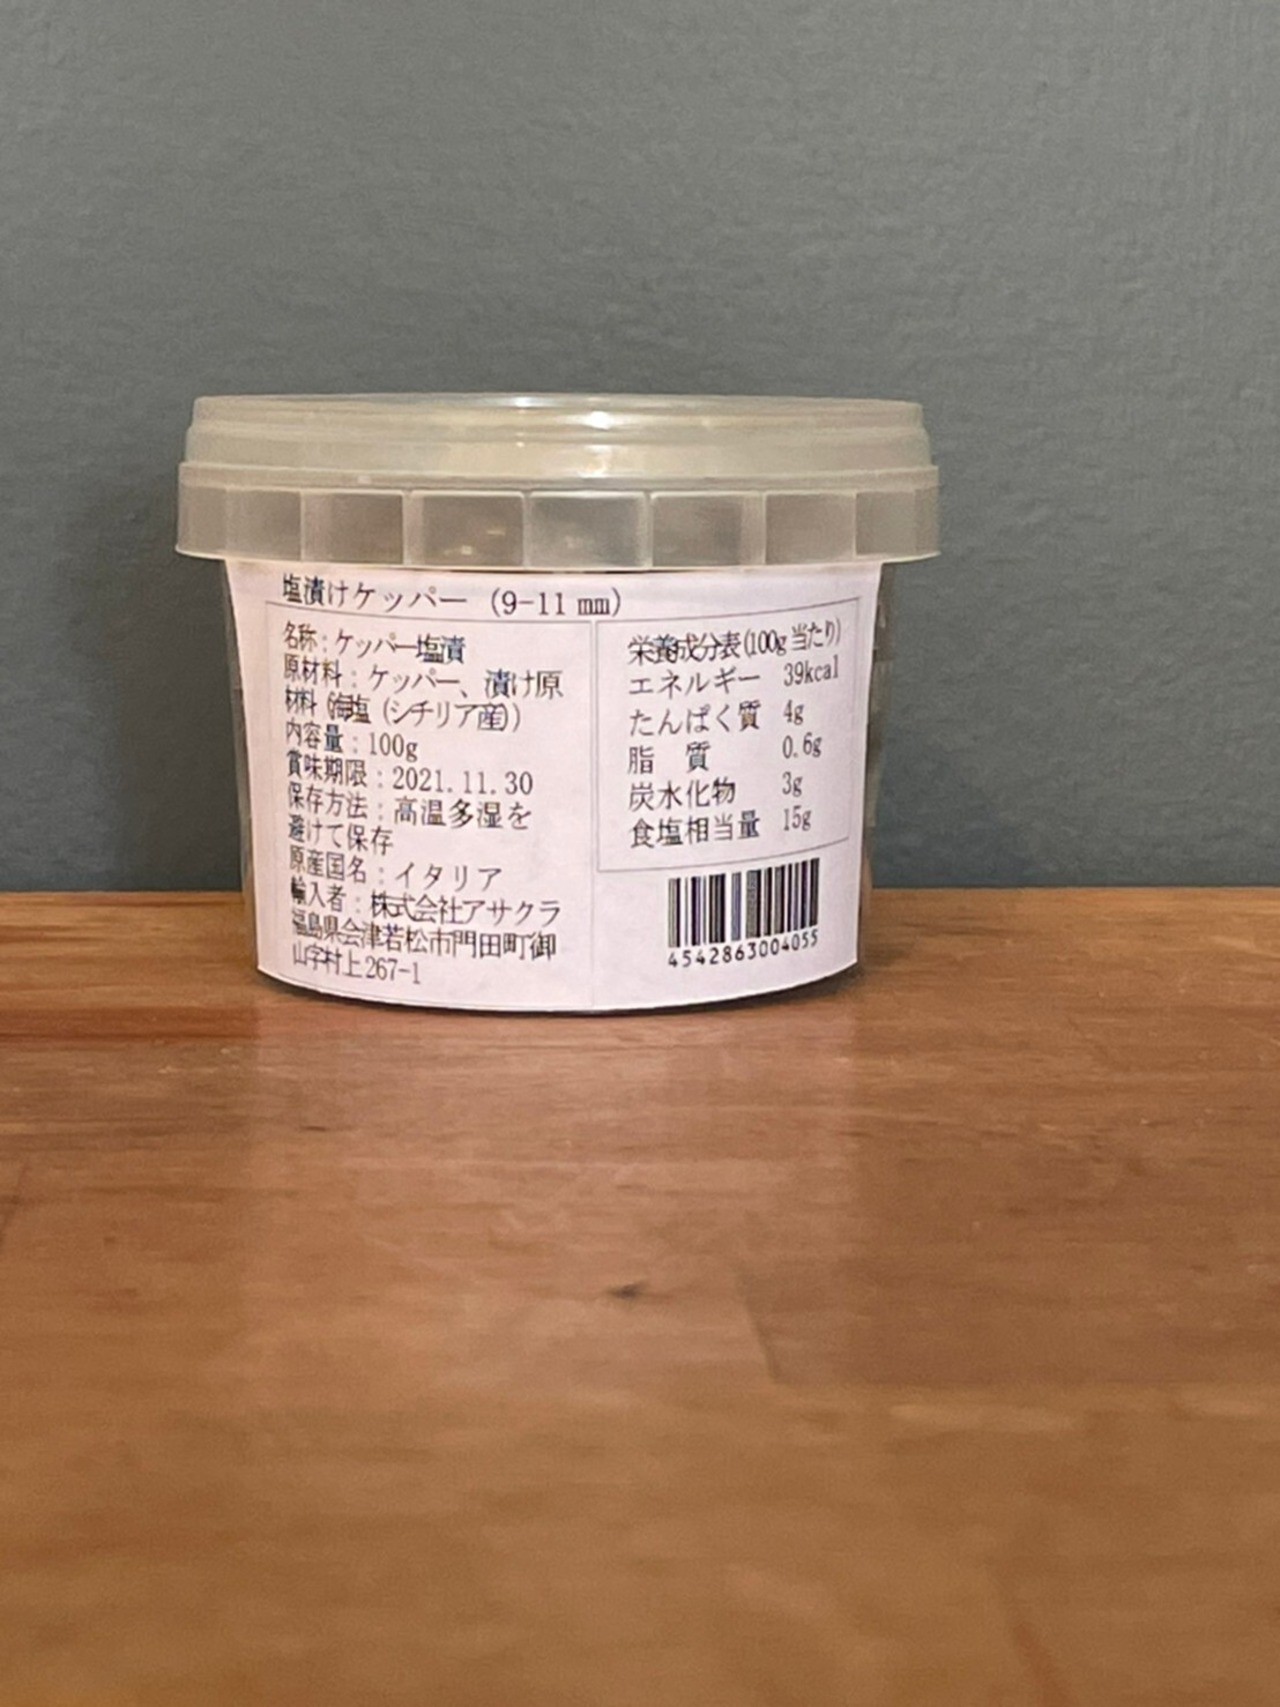 塩漬けケッパー (9-11㎜)
名称:ケッパー塩漬
原材料:ケッパー、漬け原
材料(海塩(シチリア産))
内容量:100g
賞味期限:2021.11.30
保存方法:高温多湿を
避けて保存
原産国名:イタリア
輸入者:株式会社アサクラ
福島県会津若松市門田町御
山字村上267-1
栄養成分表(100g当たり)
エネルギー 39kcal
たんぱく質 4g
脂 質 0.6g
炭水化物 3g
食塩相当量 15g
4542863004055